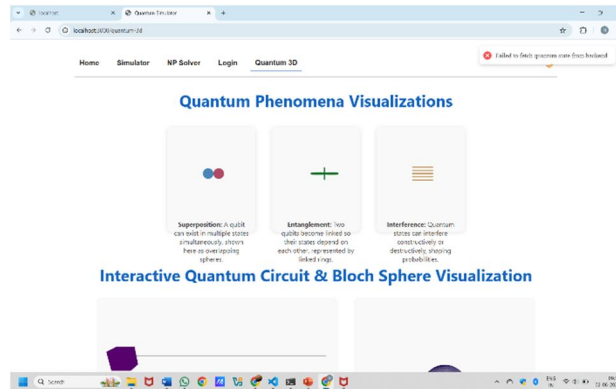 localhost
Quantum Simulator
localhost:3000/quantum-3d
Home Simulator NP Solver Login Quantum 3D
Failed to fetch quantum state from backend
Quantum Phenomena Visualizations
Superposition: A qubit
can exist in multiple states
simultaneously, shown
here as overlapping
spheres.
Entanglement: Two
qubits become linked so
their states depend on
each other, represented by
linked rings.
Interference: Quantum
states can interfere
constructively or
destructively, shaping
probabilities.
Interactive Quantum Circuit & Bloch Sphere Visualization
Search
ENG
IN